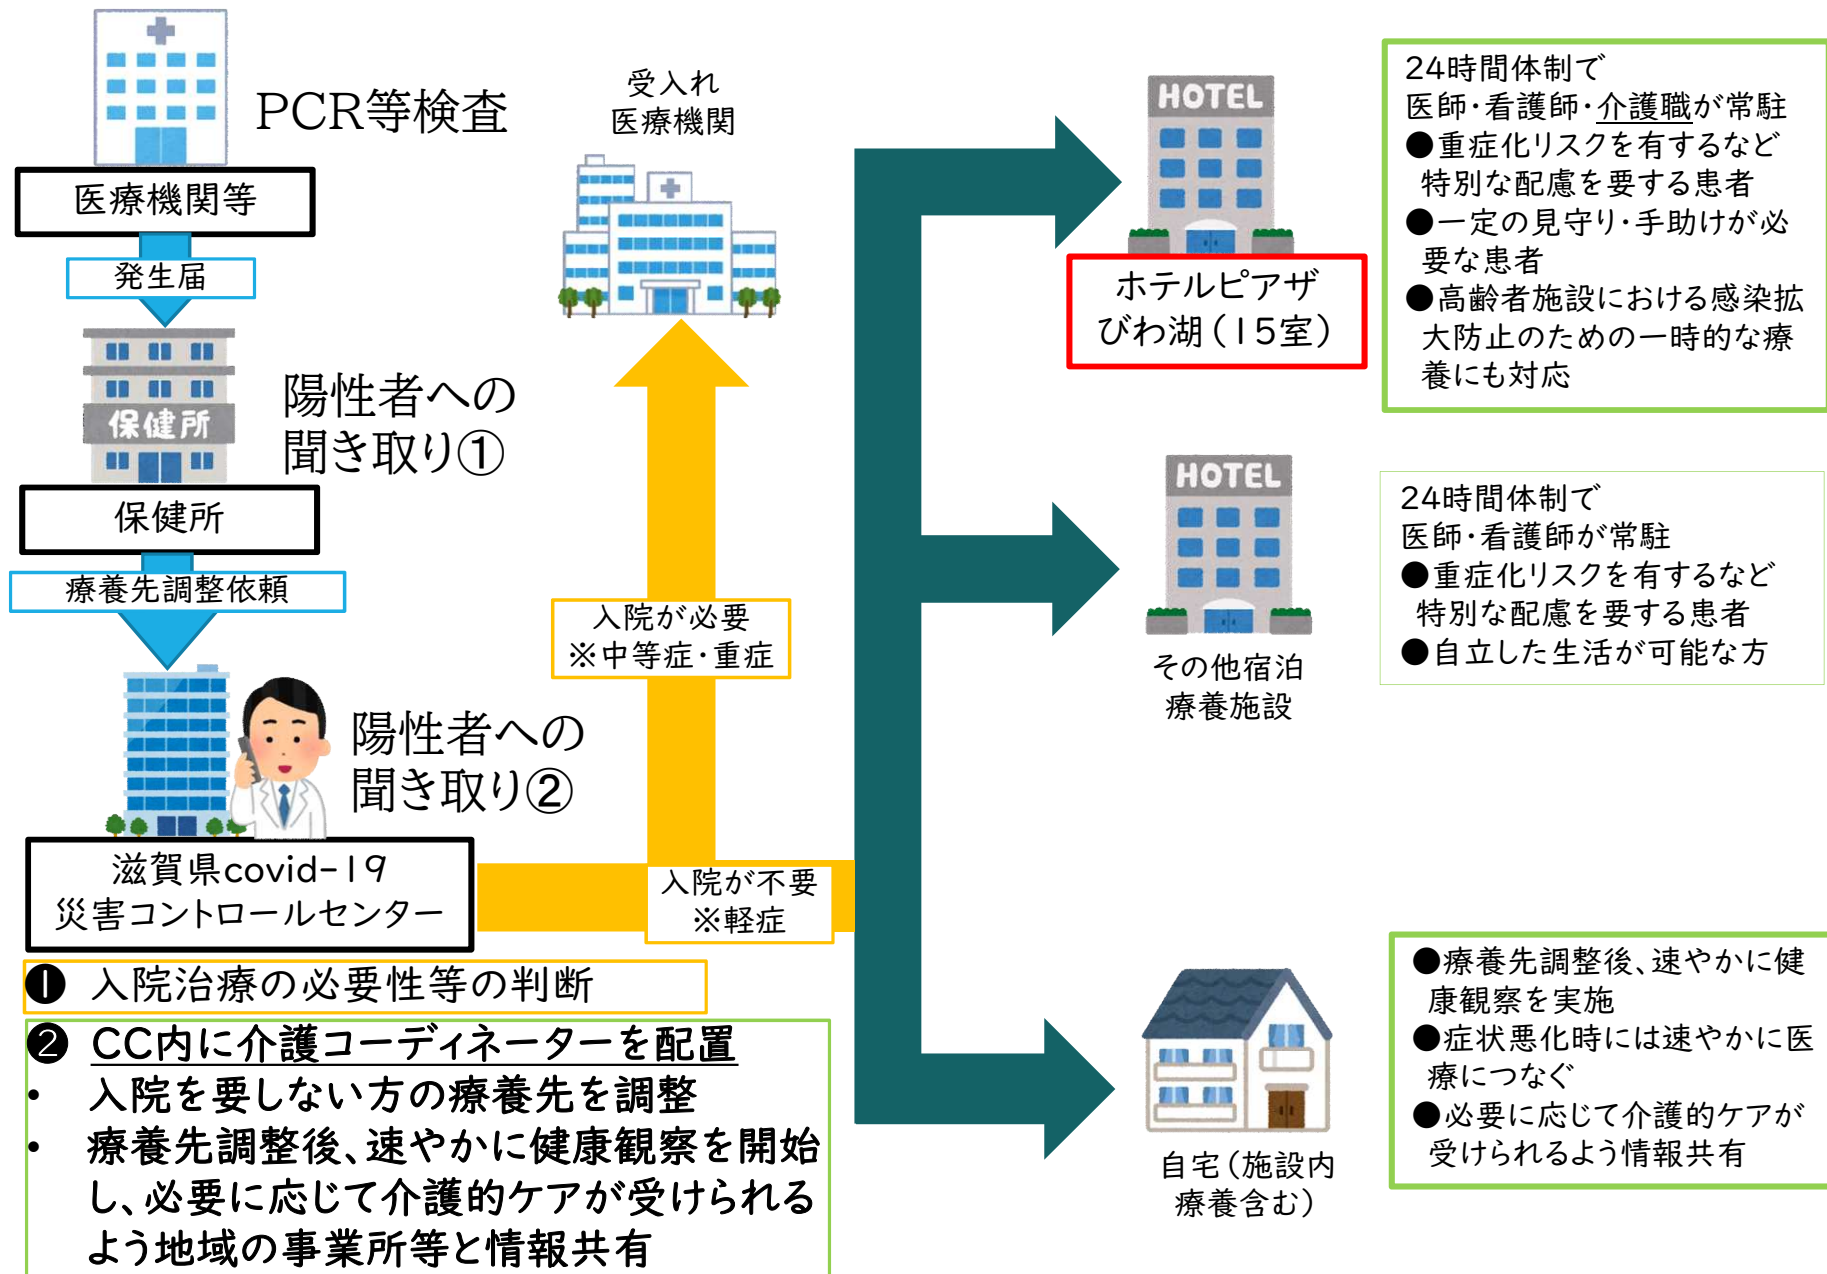 PCR等検査
医療機関等
発生届
保健所
陽性者への
聞き取り①
保健所
療養先調整依頼
陽性者への
聞き取り②
滋賀県covid-19
災害コントロールセンター
❶ 入院治療の必要性等の判断
❷ CC内に介護コーディネーターを配置
• 入院を要しない方の療養先を調整
• 療養先調整後、速やかに健康観察を開始
し、必要に応じて介護的ケアが受けられる
よう地域の事業所等と情報共有
受入れ
医療機関
入院が必要
※中等症・重症
入院が不要
※軽症
HOTEL
ホテルピアザ
びわ湖(15室)
24時間体制で
医師・看護師・介護職が常駐
●重症化リスクを有するなど
特別な配慮を要する患者
●一定の見守り・手助けが必
要な患者
●高齢者施設における感染拡
大防止のための一時的な療
養にも対応
HOTEL
その他宿泊
療養施設
24時間体制で
医師・看護師が常駐
●重症化リスクを有するなど
特別な配慮を要する患者
●自立した生活が可能な方
自宅(施設内
療養含む)
●療養先調整後、速やかに健
康観察を実施
●症状悪化時には速やかに医
療につなぐ
●必要に応じて介護的ケアが
受けられるよう情報共有